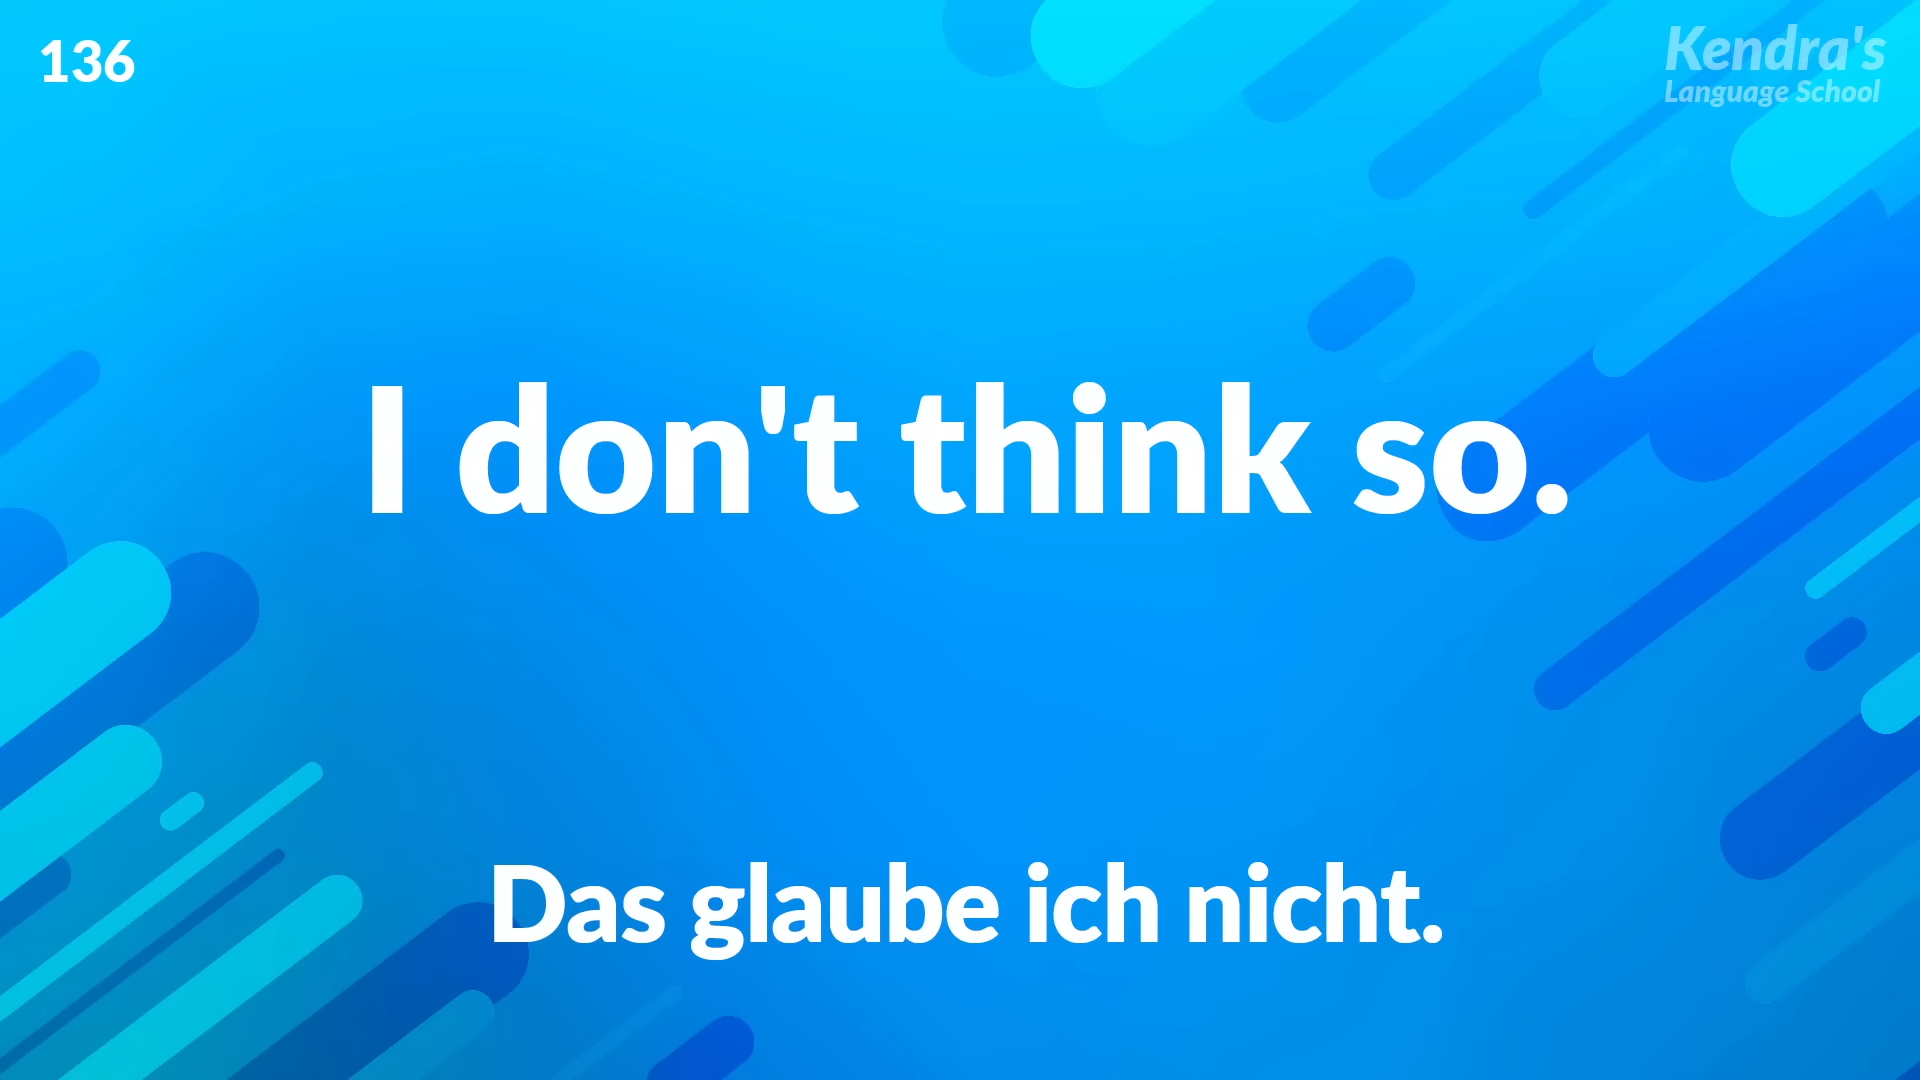 136
Kendra's
Language School
I don't think so.
Das glaube ich nicht.